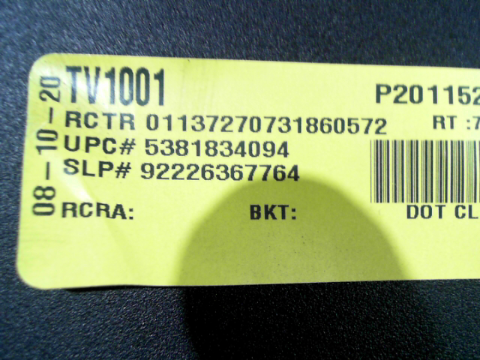 08-10-20
TV1001 P201152
RCTR 01137270731860572 RT :7
UPC# 5381834094
SLP# 92226367764
RCRA: BKT: DOT CL